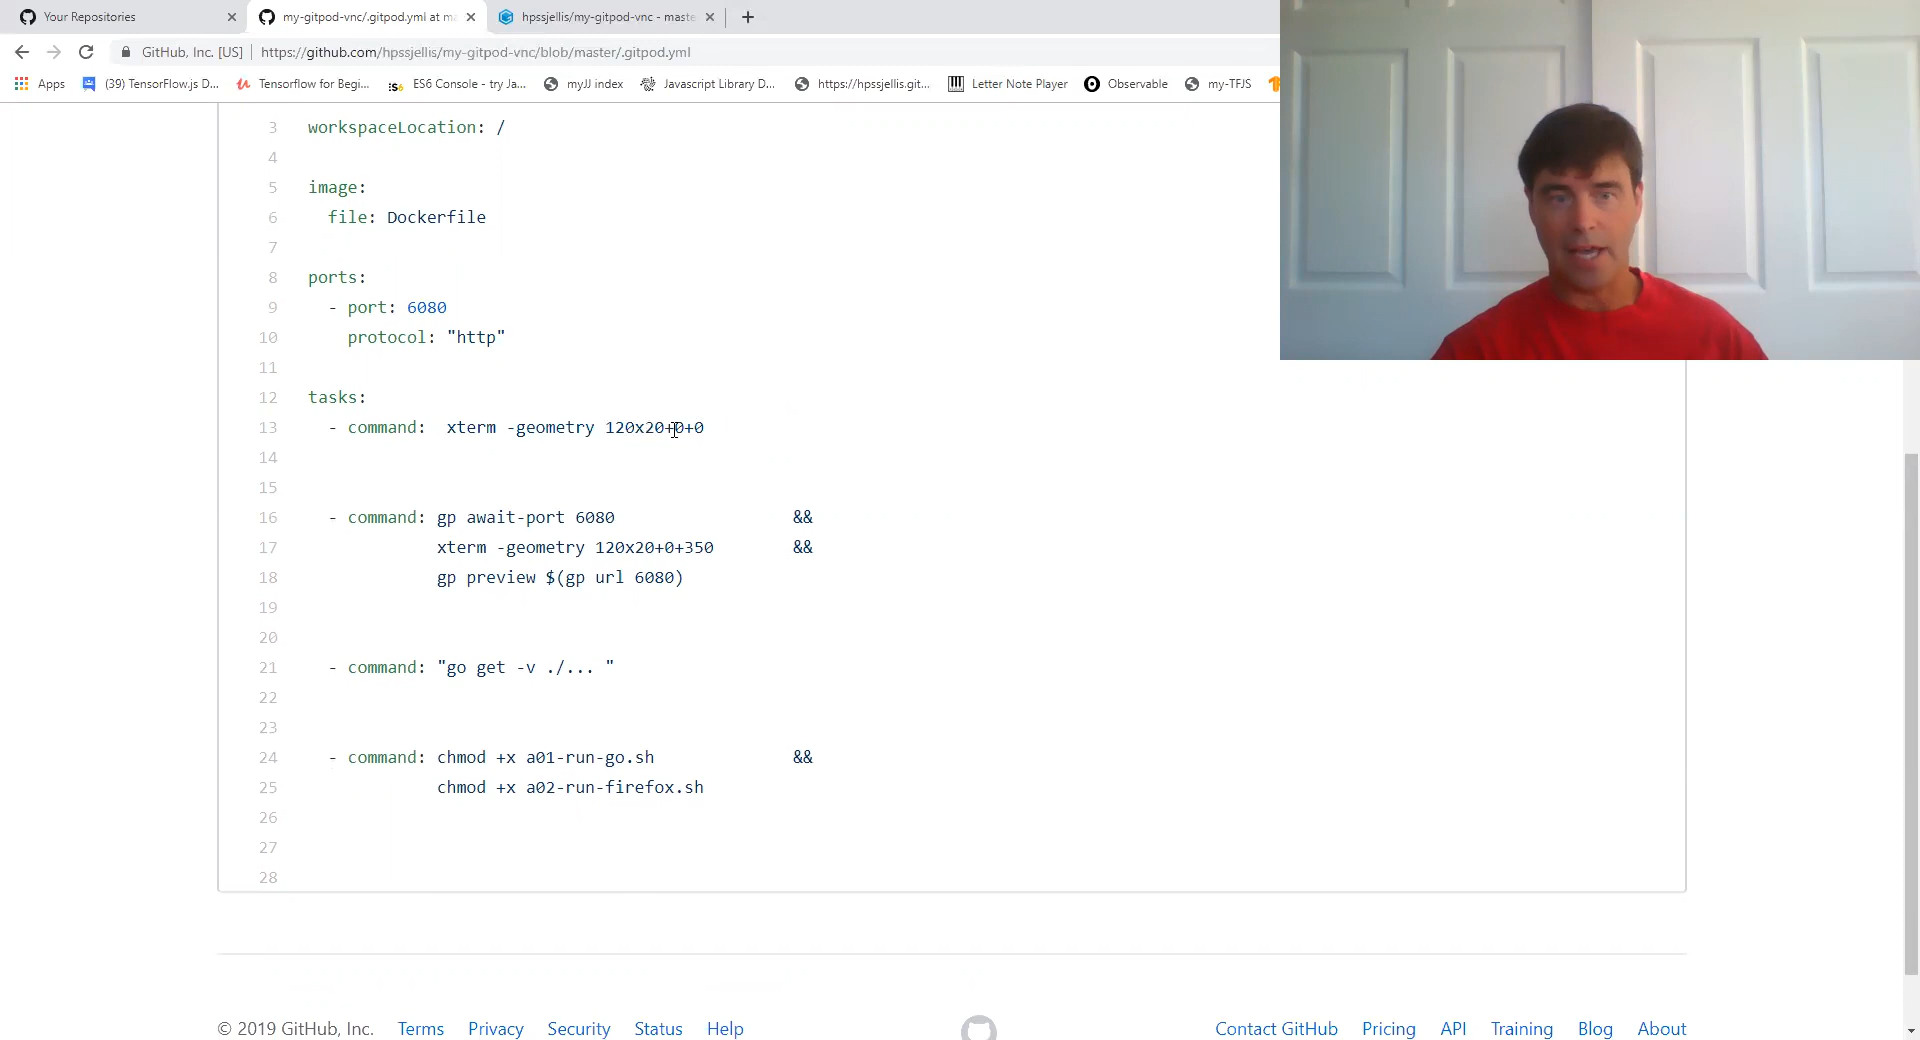 Your Repositories
my-gitpod-vnc/.gitpod.yml at ma
hpssjellis/my-gitpod-vnc - maste
GitHub, Inc. [US]
https://github.com/hpssjellis/my-gitpod-vnc/blob/master/.gitpod.yml
Apps
(39) TensorFlow.js D...
Tensorflow for Begi...
ES6 Console - try Ja...
myJJ index
Javascript Library D...
https://hpssjellis.git...
Letter Note Player
Observable
my-TFJS
3 workspaceLocation: /
4
5 image:
6 file: Dockerfile
7
8 ports:
9 - port: 6080
10 protocol: "http"
11
12 tasks:
13 - command: xterm -geometry 120x20+0+0
14
15
16 - command: gp await-port 6080 &&
17 xterm -geometry 120x20+0+350 &&
18 gp preview $(gp url 6080)
19
20
21 - command: "go get -v ./... "
22
23
24 - command: chmod +x a01-run-go.sh &&
25 chmod +x a02-run-firefox.sh
26
27
28
© 2019 GitHub, Inc.
Terms
Privacy
Security
Status
Help
Contact GitHub
Pricing
API
Training
Blog
About